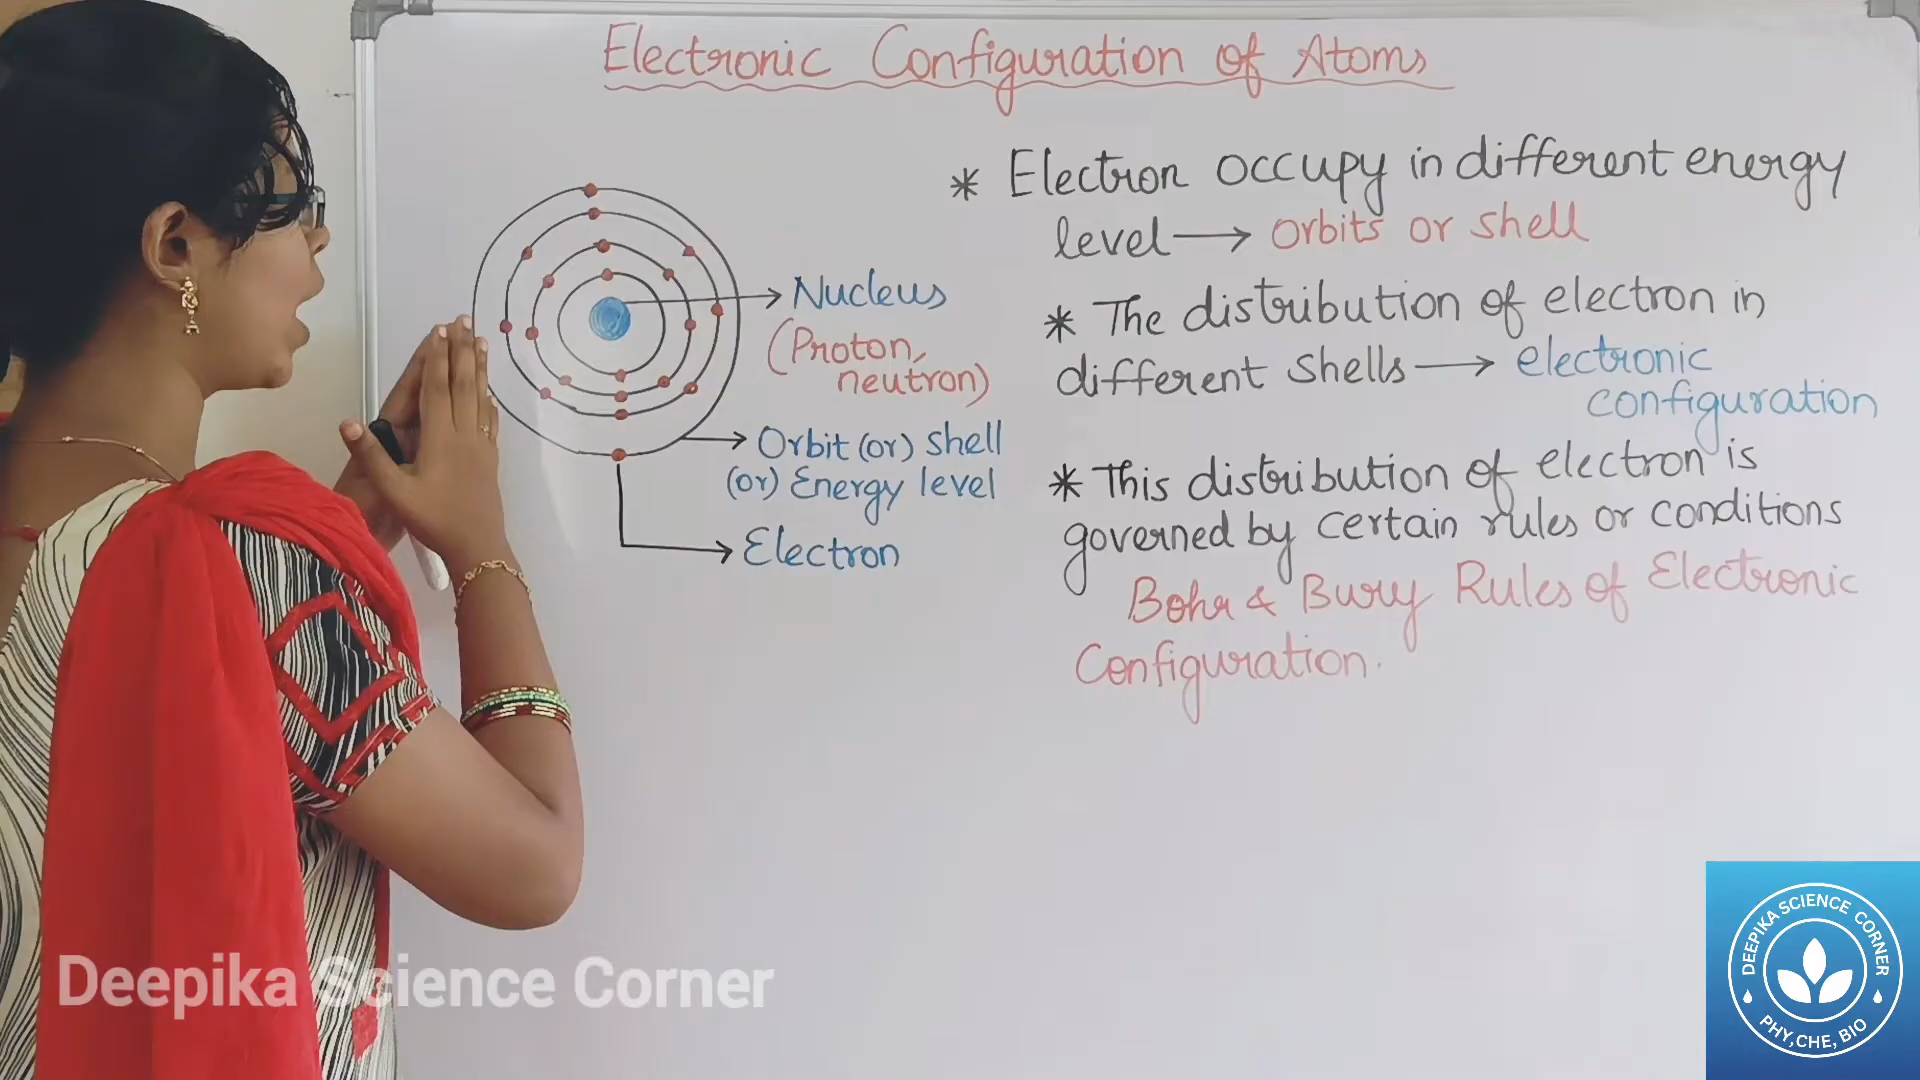 Electronic Configuration of Atoms
* Electron occupy in different energy
level → orbits or shell
* The distribution of electron in
different shells → electronic
configuration
* This distribution of electron is
governed by certain rules or conditions
Bohr & Bury Rules of Electronic
Configuration.
Nucleus
(Proton,
neutron)
Orbit (or) shell
(or) Energy level
Electron
Deepika Science Corner
DEEPIKA SCIENCE CORNER
PHY,CHE, BIO